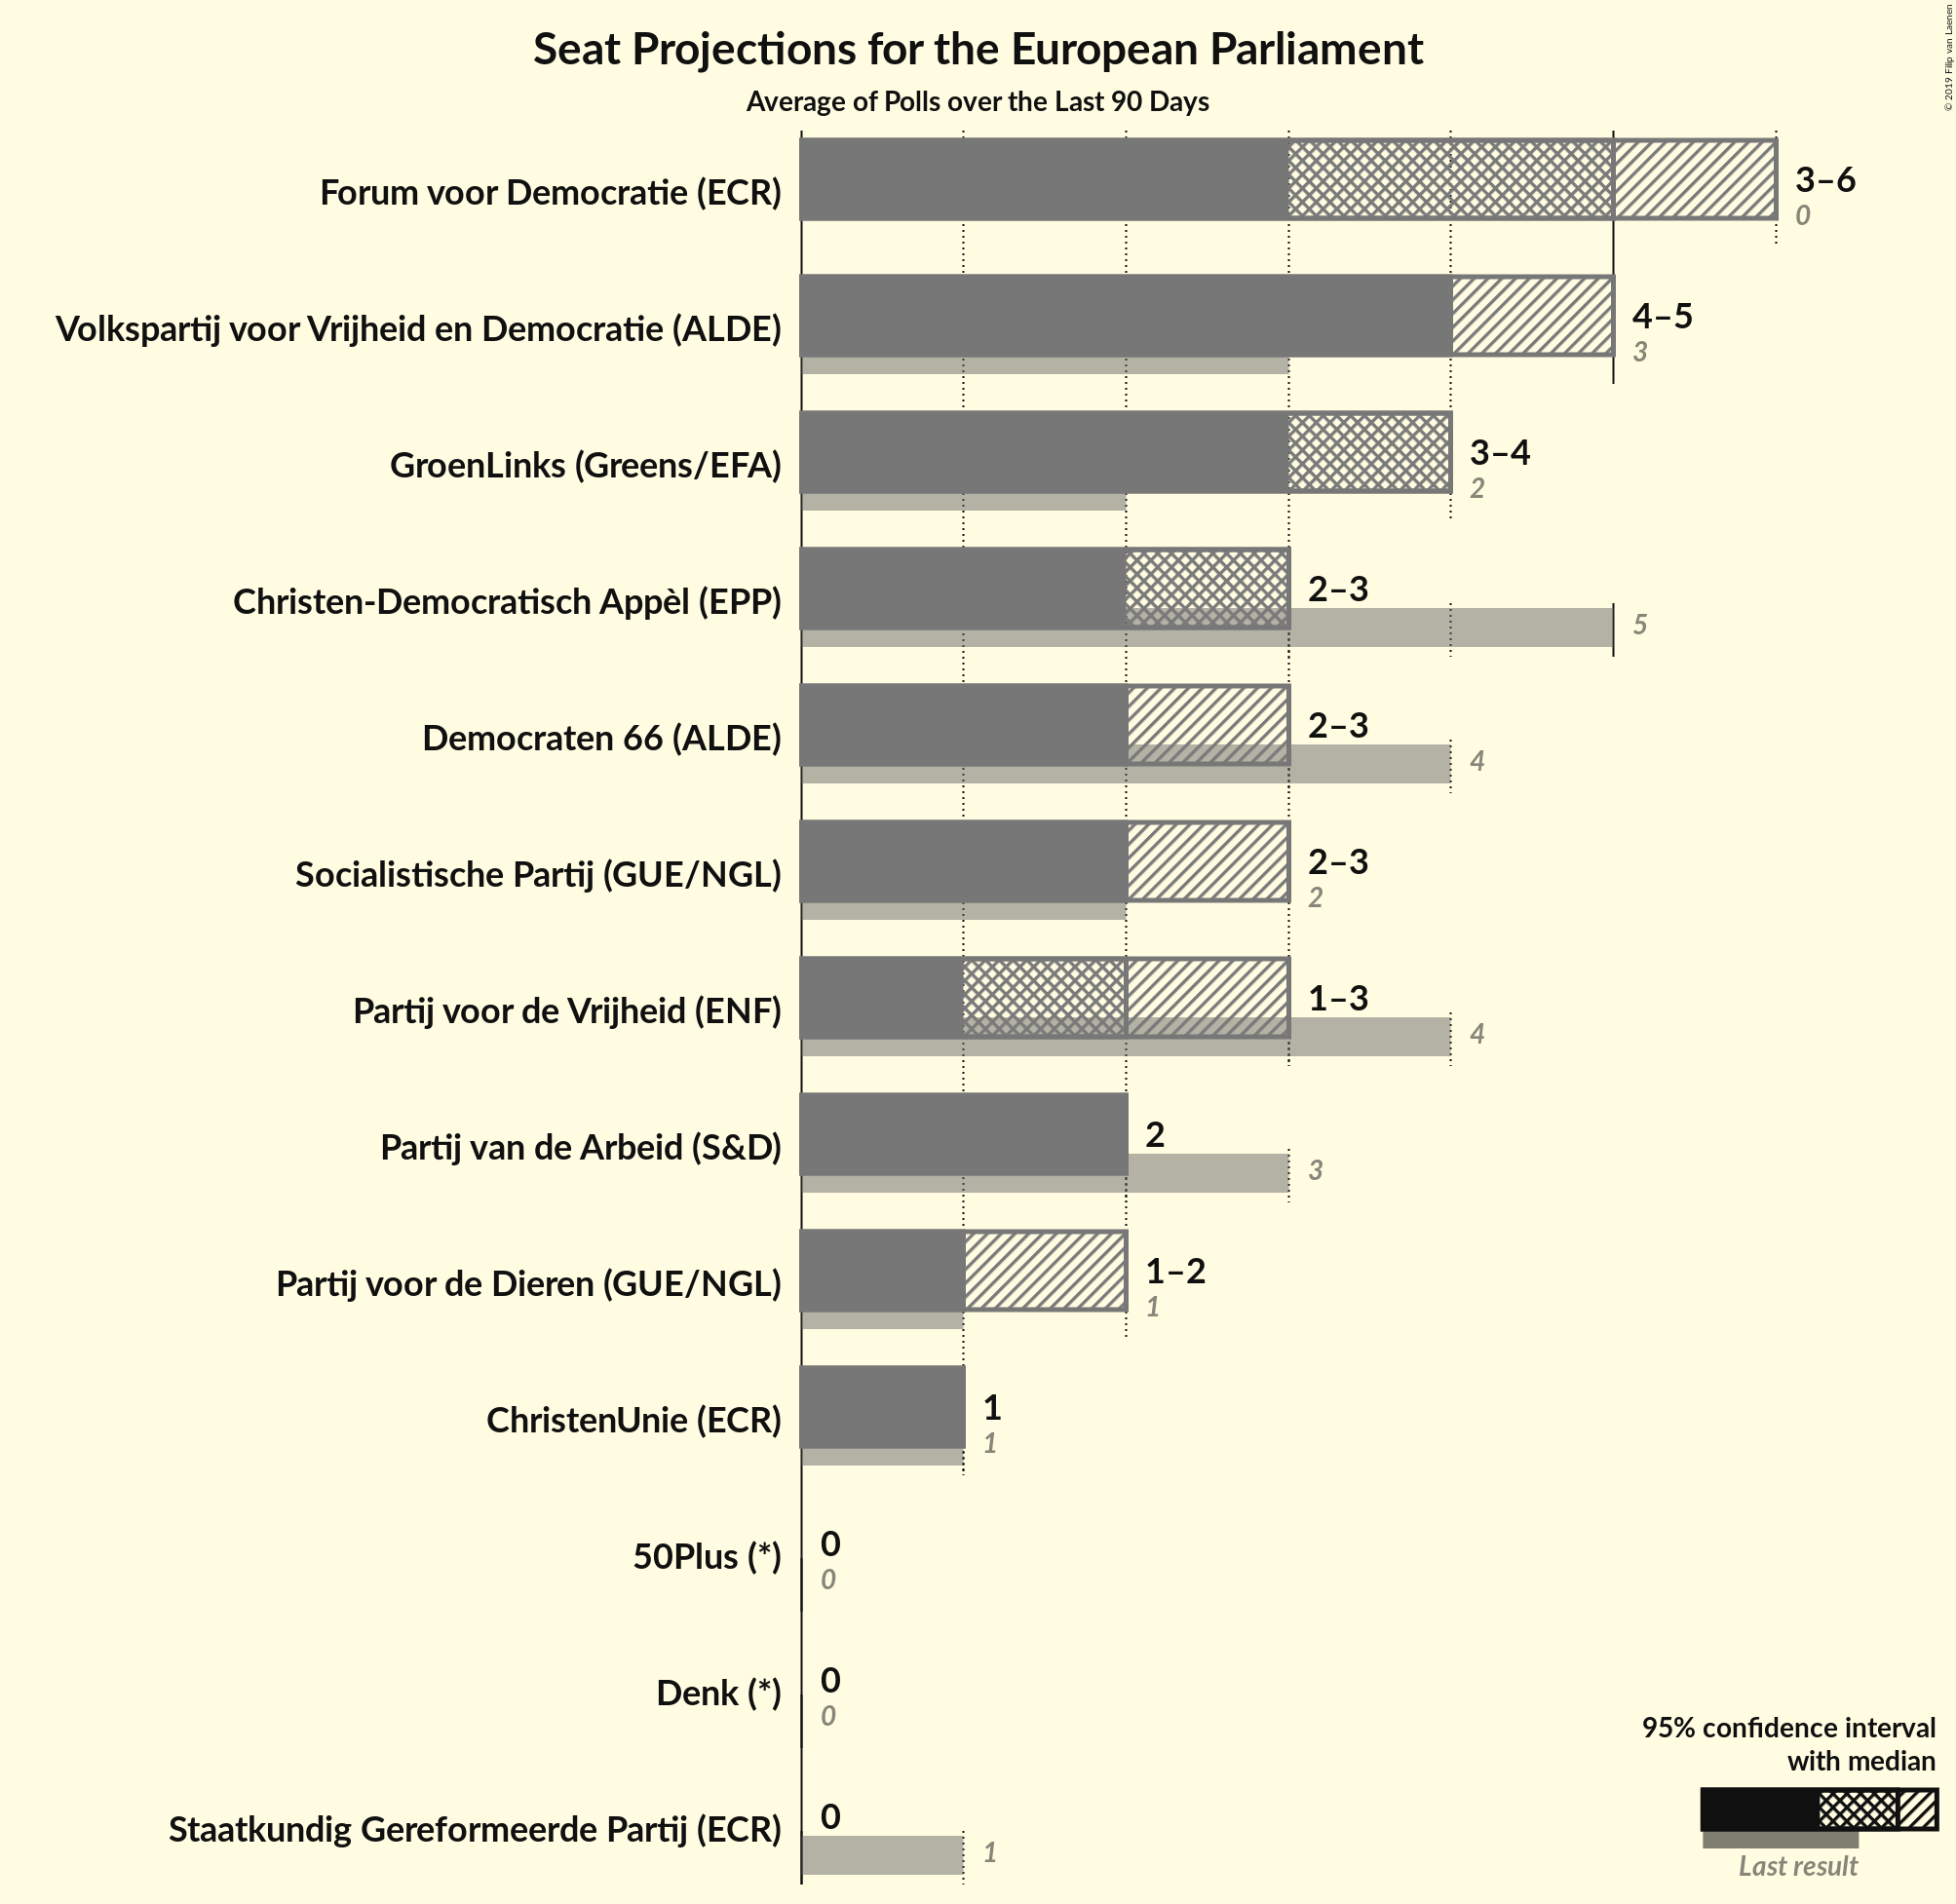 Seat Projections for the European Parliament
Average of Polls over the Last 90 Days
© 2019 Filip van Laenen
Forum voor Democratie (ECR)
3–6
0
Volkspartij voor Vrijheid en Democratie (ALDE)
4–5
3
GroenLinks (Greens/EFA)
3–4
2
Christen-Democratisch Appèl (EPP)
2–3
5
Democraten 66 (ALDE)
2–3
4
Socialistische Partij (GUE/NGL)
2–3
2
Partij voor de Vrijheid (ENF)
1–3
4
Partij van de Arbeid (S&D)
2
3
Partij voor de Dieren (GUE/NGL)
1–2
1
ChristenUnie (ECR)
1
1
50Plus (*)
0
0
Denk (*)
0
0
Staatkundig Gereformeerde Partij (ECR)
0
1
95% confidence interval
with median
Last result